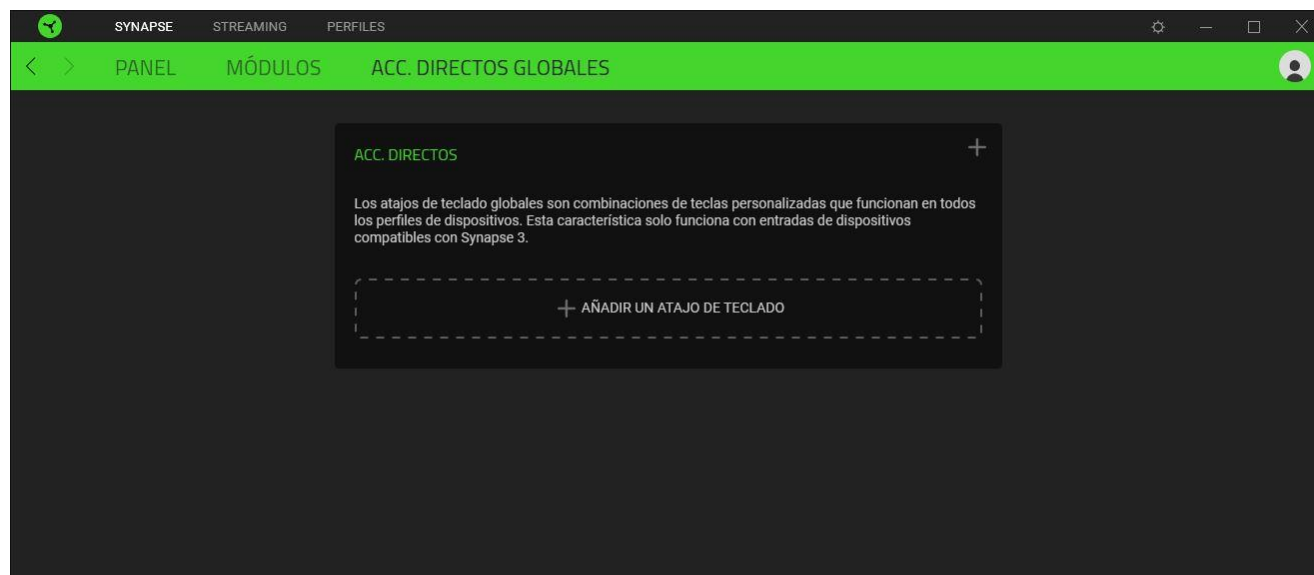 SYNAPSE STREAMING PERFILES
PANEL MÓDULOS ACC. DIRECTOS GLOBALES
ACC. DIRECTOS
Los atajos de teclado globales son combinaciones de teclas personalizadas que funcionan en todos
los perfiles de dispositivos. Esta característica solo funciona con entradas de dispositivos
compatibles con Synapse 3.
AÑADIR UN ATAJO DE TECLADO